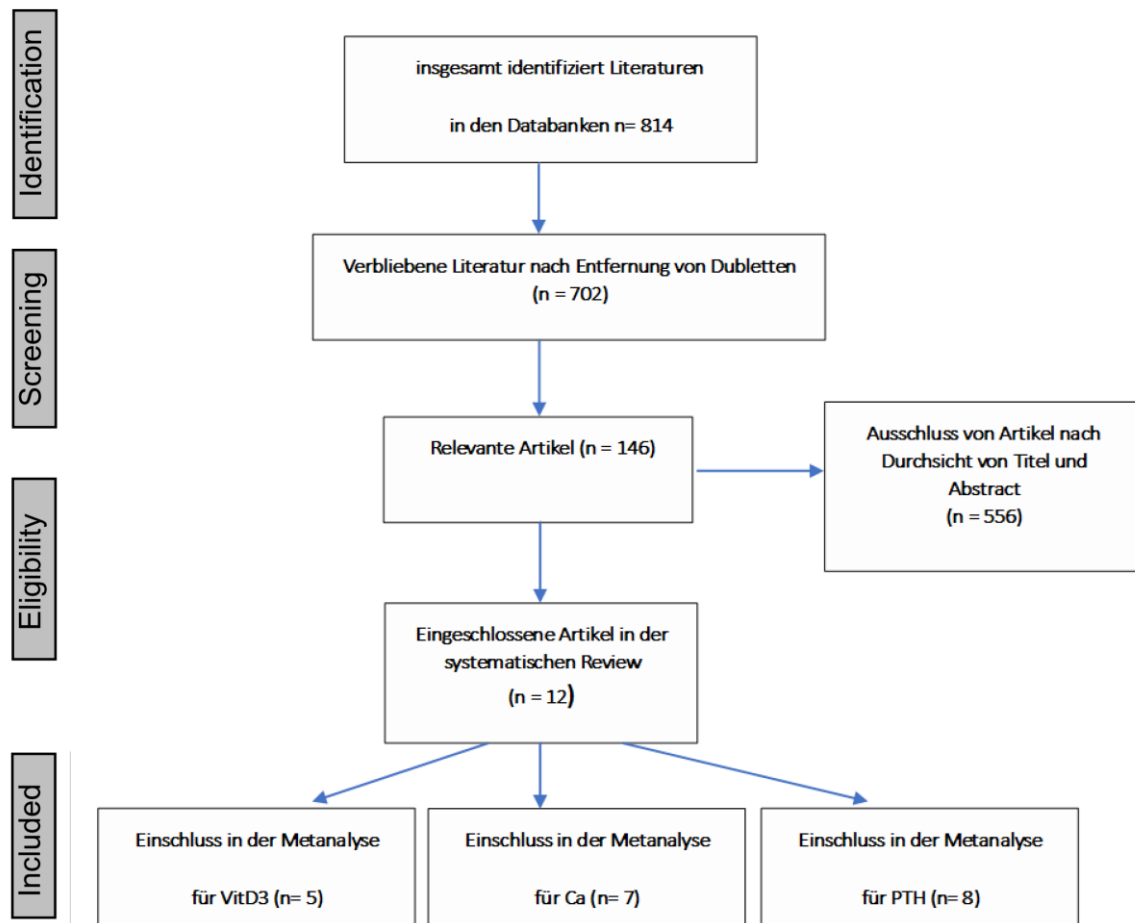 Identification
insgesamt identifiziert Literaturen
in den Databanken n= 814
Screening
Verbliebene Literatur nach Entfernung von Dubletten
(n = 702)
Relevante Artikel (n = 146)
Ausschluss von Artikel nach
Durchsicht von Titel und
Abstract
(n = 556)
Eligibility
Eingeschlossene Artikel in der
systematischen Review
(n = 12)
Included
Einschluss in der Metanalyse
für VitD3 (n= 5)
Einschluss in der Metanalyse
für Ca (n= 7)
Einschluss in der Metanalyse
für PTH (n= 8)